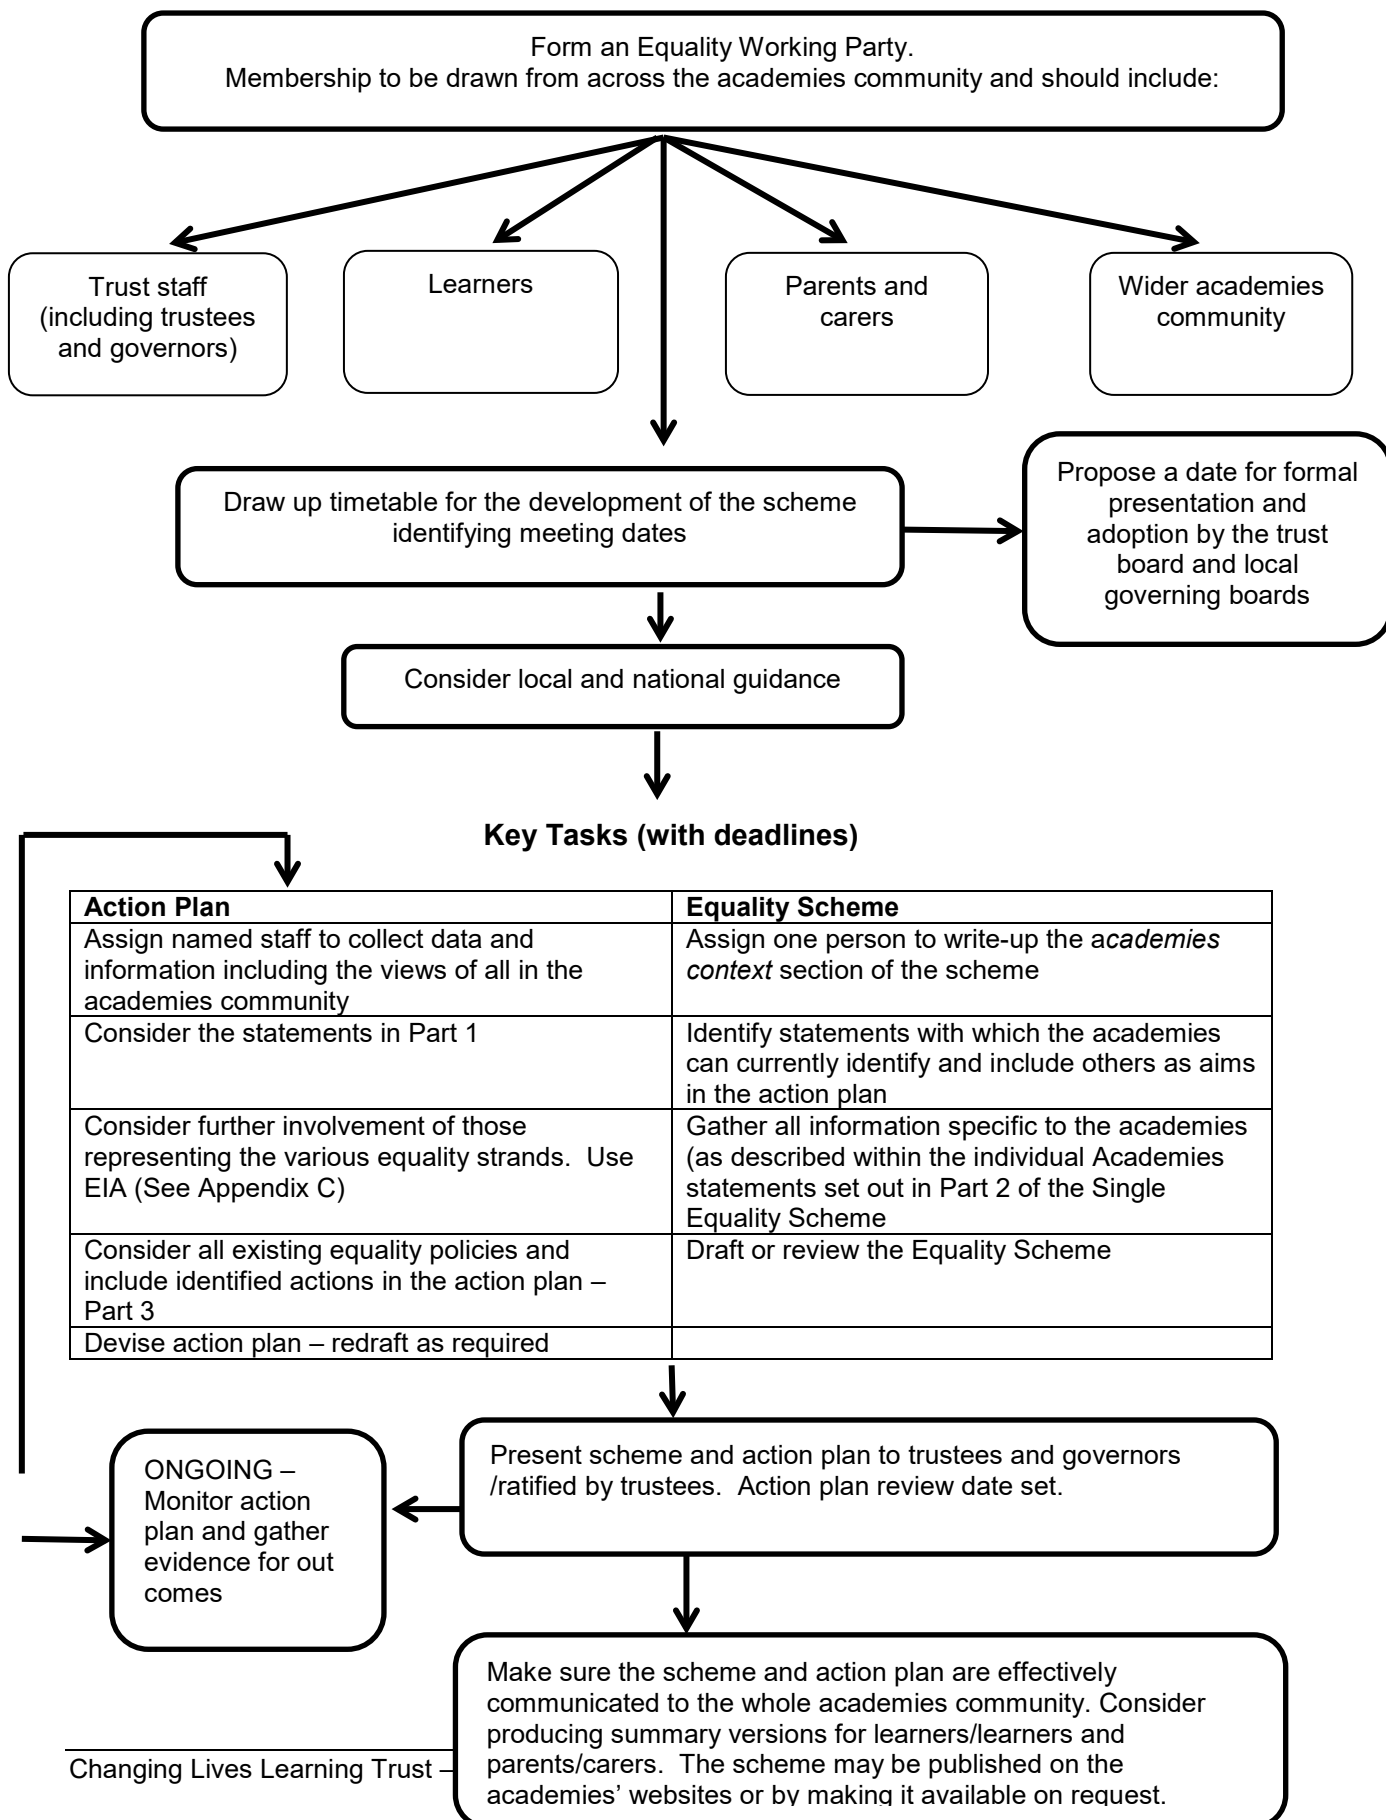 Form an Equality Working Party.
Membership to be drawn from across the academies community and should include:
Trust staff
(including trustees
and governors)
Learners
Parents and
carers
Wider academies
community
Draw up timetable for the development of the scheme
identifying meeting dates
Propose a date for formal
presentation and
adoption by the trust
board and local
governing boards
Consider local and national guidance
Key Tasks (with deadlines)
Action Plan
Equality Scheme
Assign named staff to collect data and
information including the views of all in the
academies community
Assign one person to write-up the academies
context section of the scheme
Consider the statements in Part 1
Identify statements with which the academies
can currently identify and include others as aims
in the action plan
Consider further involvement of those
representing the various equality strands.  Use
EIA (See Appendix C)
Gather all information specific to the academies
(as described within the individual Academies
statements set out in Part 2 of the Single
Equality Scheme
Consider all existing equality policies and
include identified actions in the action plan –
Part 3
Draft or review the Equality Scheme
Devise action plan – redraft as required
Present scheme and action plan to trustees and governors
/ratified by trustees.  Action plan review date set.
ONGOING –
Monitor action
plan and gather
evidence for out
comes
Make sure the scheme and action plan are effectively
communicated to the whole academies community. Consider
producing summary versions for learners/learners and
parents/carers.  The scheme may be published on the
academies’ websites or by making it available on request.
Changing Lives Learning Trust –